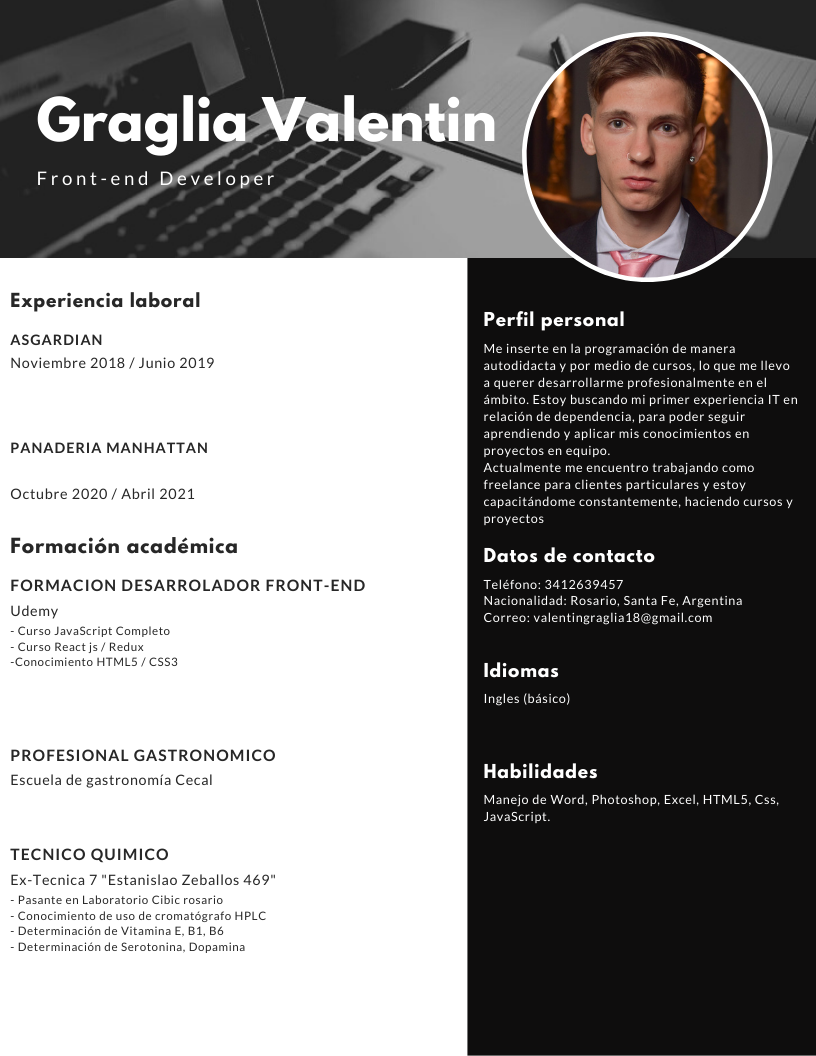 Graglia Valentin
Front-end Developer
Experiencia laboral
ASGARDIAN
Noviembre 2018 / Junio 2019
PANADERIA MANHATTAN
Octubre 2020 / Abril 2021
Formación académica
FORMACION DESARROLADOR FRONT-END
Udemy
- Curso JavaScript Completo
- Curso React js / Redux
-Conocimiento HTML5 / CSS3
PROFESIONAL GASTRONOMICO
Escuela de gastronomía Cecal
TECNICO QUIMICO
Ex-Tecnica 7 "Estanislao Zeballos 469"
- Pasante en Laboratorio Cibic rosario
- Conocimiento de uso de cromatógrafo HPLC
- Determinación de Vitamina E, B1, B6
- Determinación de Serotonina, Dopamina
Perfil personal
Me inserte en la programación de manera
autodidacta y por medio de cursos, lo que me llevo
a querer desarrollarme profesionalmente en el
ámbito. Estoy buscando mi primer experiencia IT en
relación de dependencia, para poder seguir
aprendiendo y aplicar mis conocimientos en
proyectos en equipo.
Actualmente me encuentro trabajando como
freelance para clientes particulares y estoy
capacitándome constantemente, haciendo cursos y
proyectos
Datos de contacto
Teléfono: 3412639457
Nacionalidad: Rosario, Santa Fe, Argentina
Correo: valentingraglia18@gmail.com
Idiomas
Ingles (básico)
Habilidades
Manejo de Word, Photoshop, Excel, HTML5, Css,
JavaScript.